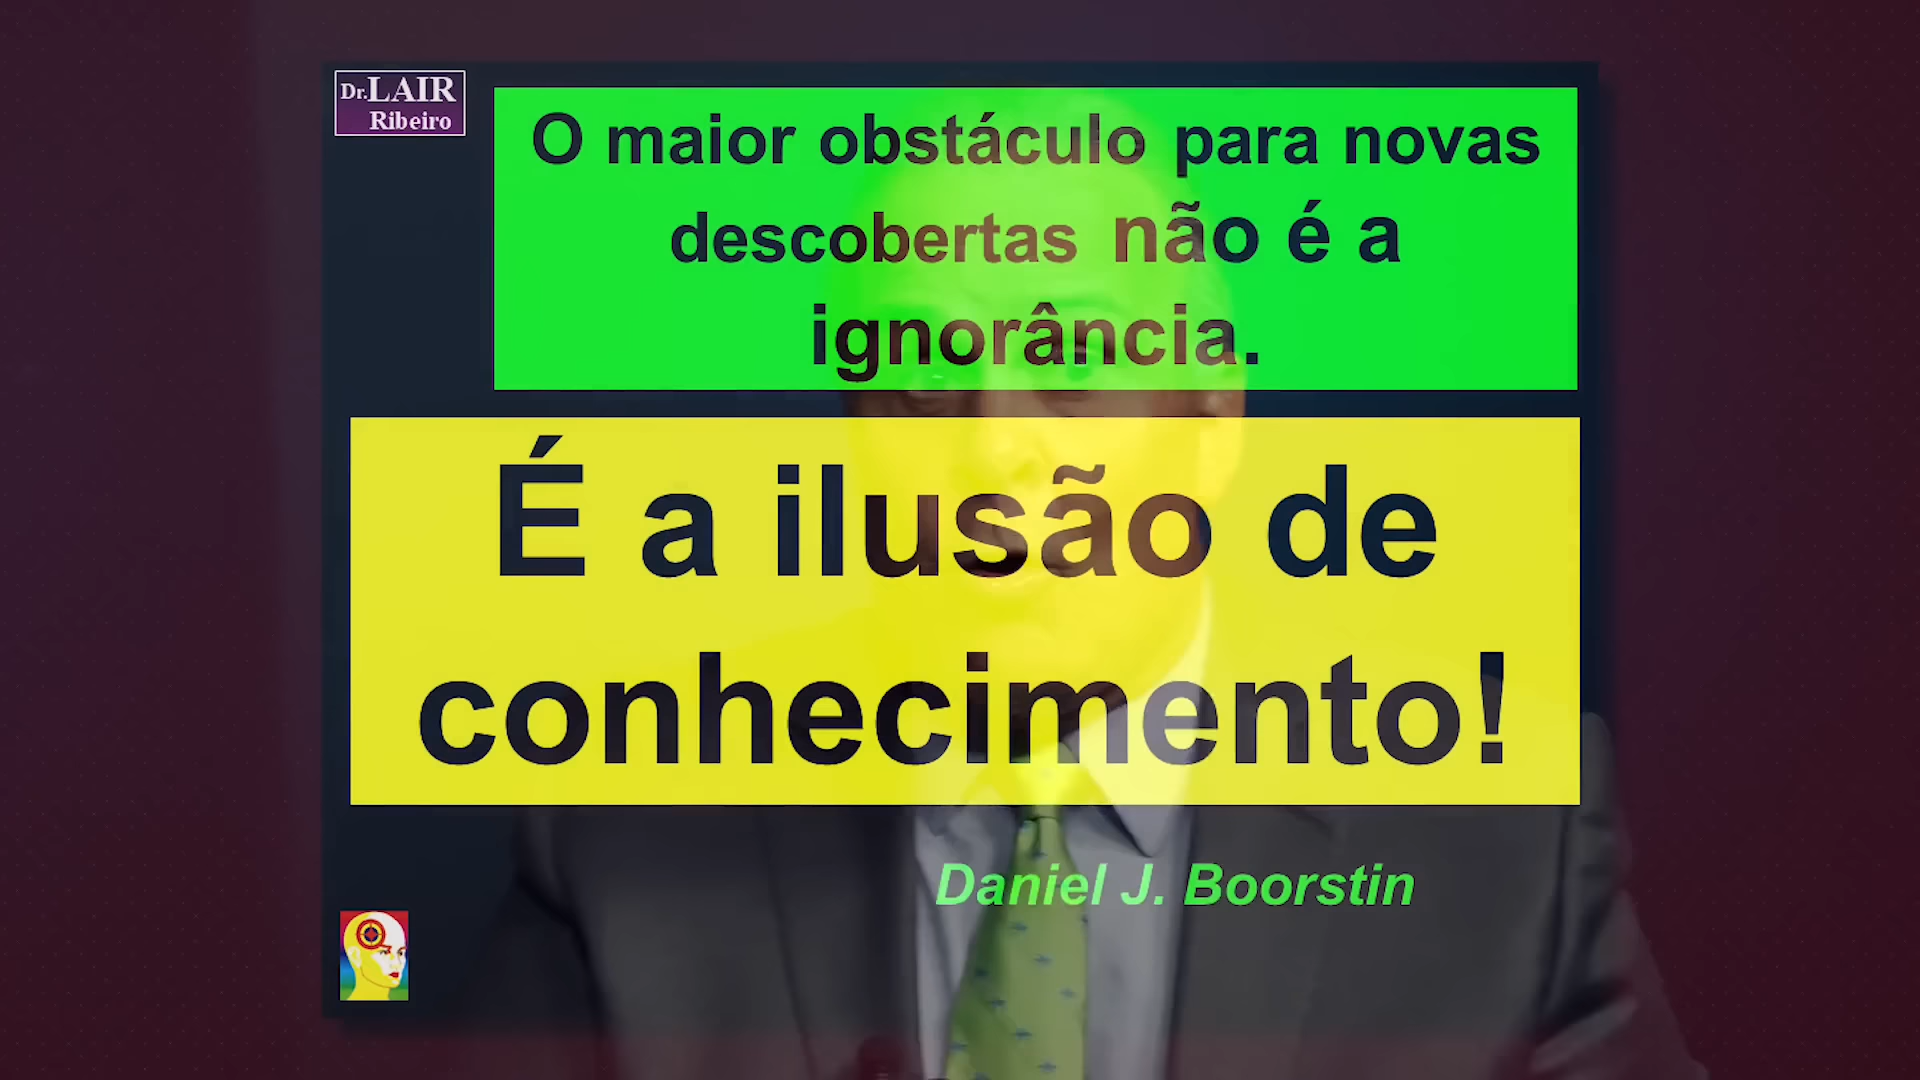 Dr.LAIR
Ribeiro
O maior obstáculo para novas
descobertas não é a
ignorância.
É a ilusão de
conhecimento!
Daniel J. Boorstin